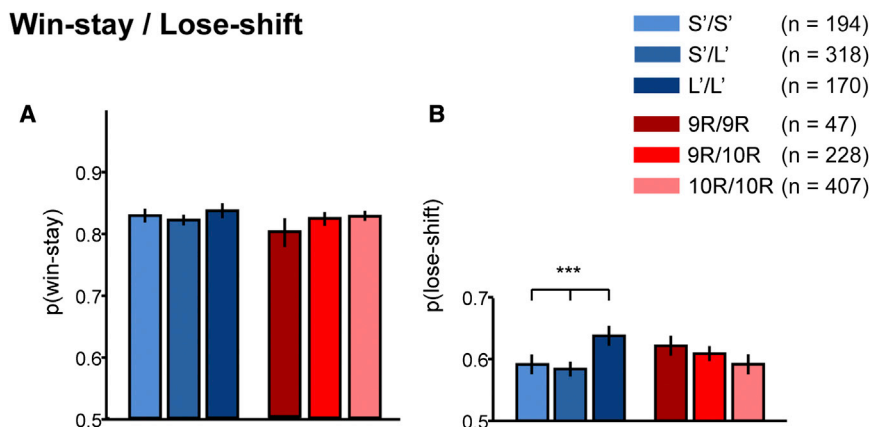 Win-stay / Lose-shift
S'/S' (n = 194)
S'/L' (n = 318)
L'/L' (n = 170)
9R/9R (n = 47)
9R/10R (n = 228)
10R/10R (n = 407)
A
p(win-stay)
0.9
0.8
0.7
0.6
0.5
B
p(lose-shift)
***
0.7
0.6
0.5